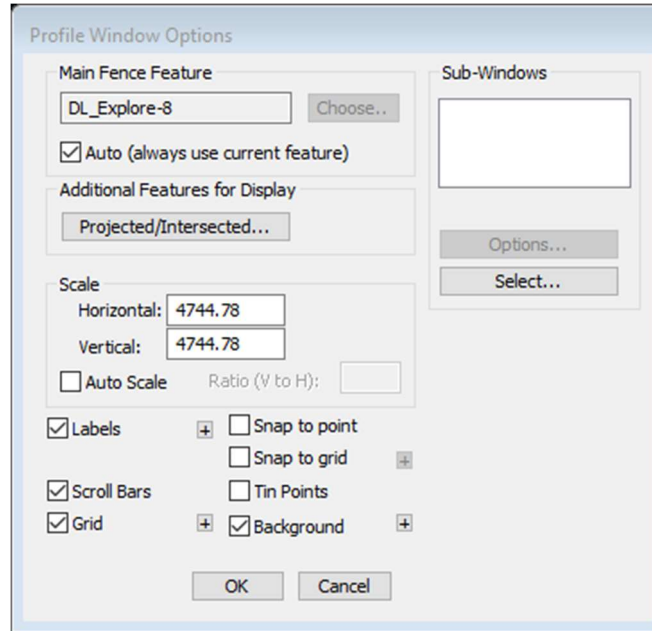 Profile Window Options
Main Fence Feature
DL_Explore-8
Choose..
Auto (always use current feature)
Additional Features for Display
Projected/Intersected...
Scale
Horizontal: 4744.78
Vertical: 4744.78
Auto Scale Ratio (V to H):
Labels + Snap to point
Snap to grid +
Scroll Bars Tin Points
Grid + Background +
OK Cancel
Sub-Windows
Options...
Select...